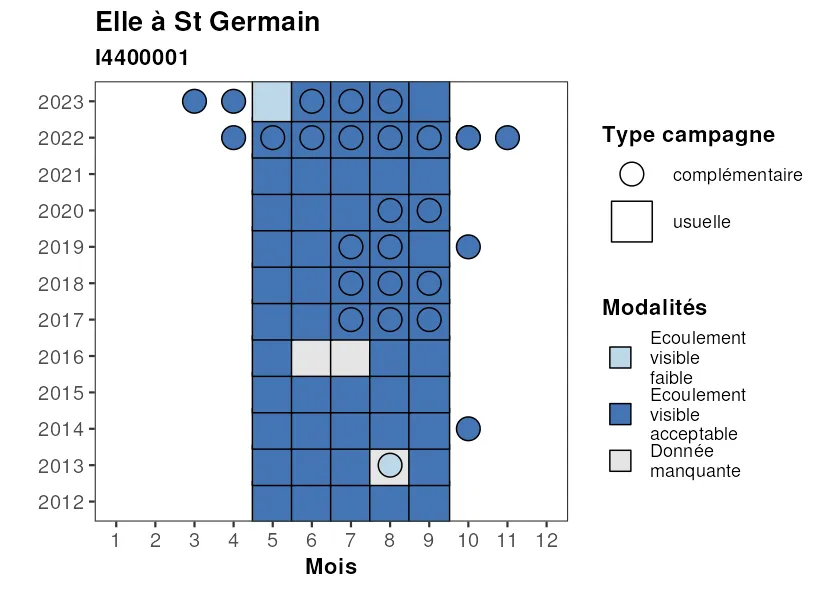 Elle à St Germain
I4400001
2023
2022
2021
2020
2019
2018
2017
2016
2015
2014
2013
2012
1 2 3 4 5 6 7 8 9 10 11 12
Mois
Type campagne
complémentaire
usuelle
Modalités
Ecoulement
visible
faible
Ecoulement
visible
acceptable
Donnée
manquante